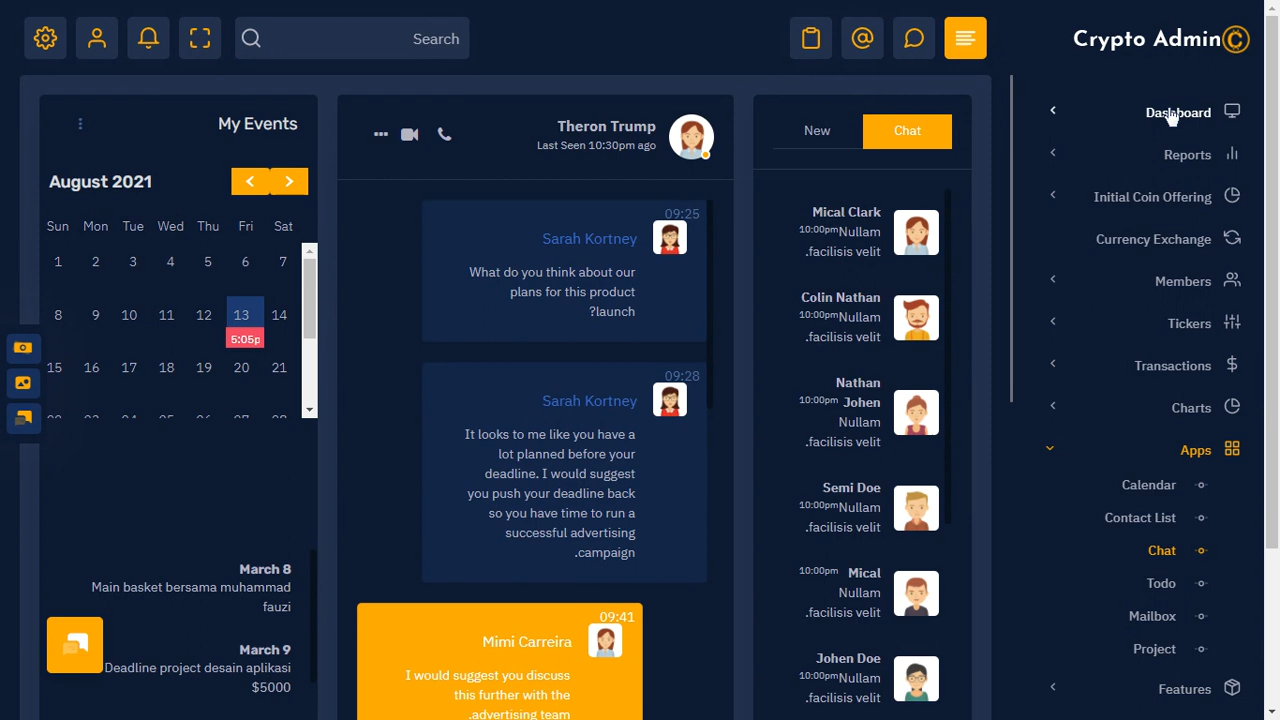 Search
Crypto Admin
My Events
August 2021
Sun Mon Tue Wed Thu Fri Sat
1 2 3 4 5 6 7
8 9 10 11 12 13 14
5:05p
15 16 17 18 19 20 21
March 8
Main basket bersama muhammad
fauzi
March 9
Deadline project desain aplikasi
$5000
Theron Trump
Last Seen 10:30pm ago
09:25
Sarah Kortney
What do you think about our
plans for this product
?launch
09:28
Sarah Kortney
It looks to me like you have a
lot planned before your
deadline. I would suggest
you push your deadline back
so you have time to run a
successful advertising
.campaign
09:41
Mimi Carreira
I would suggest you discuss
this further with the
.advertising team
New
Chat
Mical Clark
10:00pm Nullam
.facilisis velit
Colin Nathan
10:00pm Nullam
.facilisis velit
Nathan
10:00pm Johen
Nullam
.facilisis velit
Semi Doe
10:00pm Nullam
.facilisis velit
10:00pm Mical
Nullam
.facilisis velit
Johen Doe
10:00pm Nullam
.facilisis velit
Dashboard
Reports
Initial Coin Offering
Currency Exchange
Members
Tickers
Transactions
Charts
Apps
Calendar
Contact List
Chat
Todo
Mailbox
Project
Features